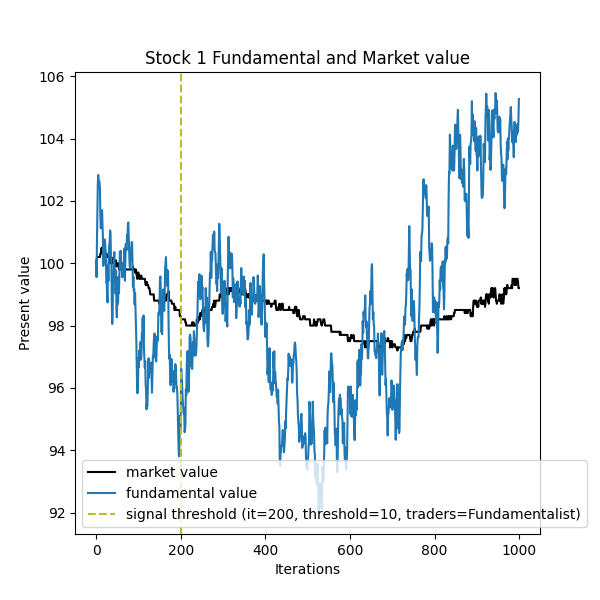 Stock 1 Fundamental and Market value
106
104
102
100
98
96
94
92
Present value
market value
fundamental value
signal threshold (it=200, threshold=10, traders=Fundamentalist)
0 200 400 600 800 1000
Iterations